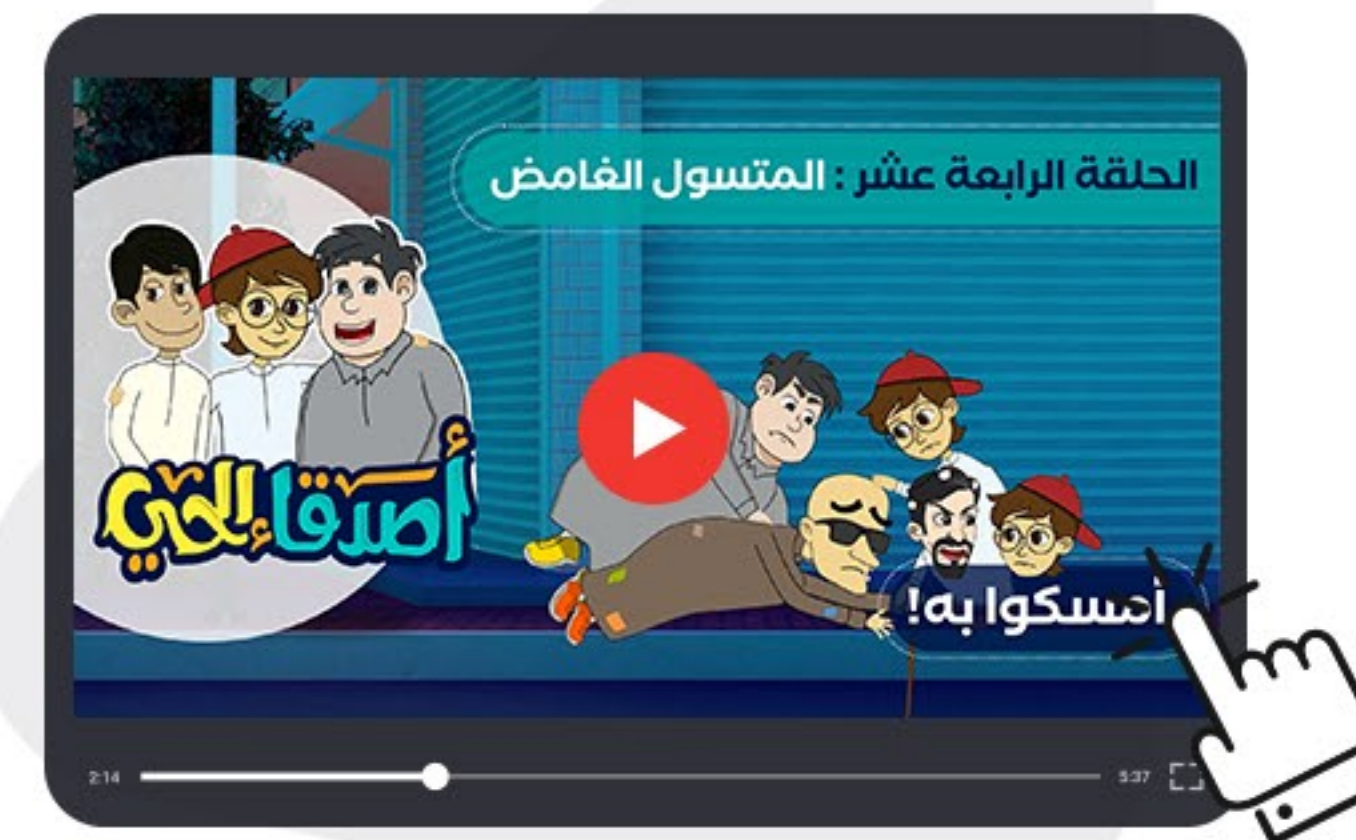 الحلقة الرابعة عشر : المتسول الغامض
أصدقاء الحي
أمسكوا به!
2:14
5:37